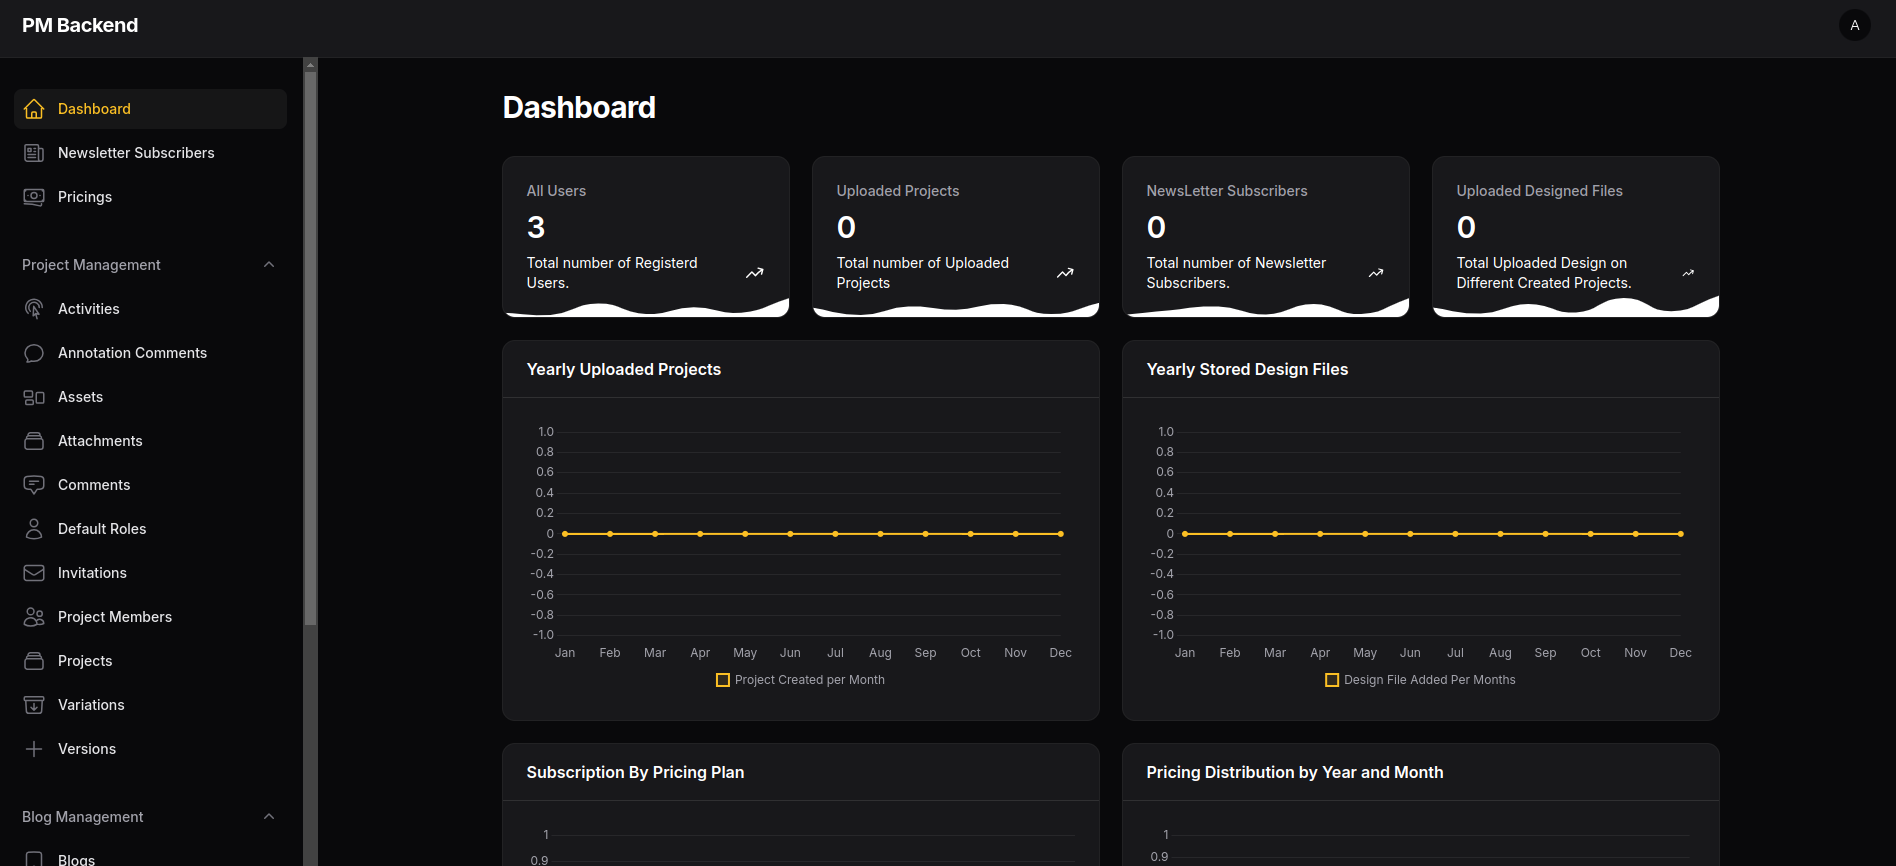 PM Backend
A
Dashboard
Newsletter Subscribers
Pricings
Project Management
Activities
Annotation Comments
Assets
Attachments
Comments
Default Roles
Invitations
Project Members
Projects
Variations
Versions
Blog Management
Blogs
Dashboard
All Users
3
Total number of Registerd
Users.
Uploaded Projects
0
Total number of Uploaded
Projects
NewsLetter Subscribers
0
Total number of Newsletter
Subscribers.
Uploaded Designed Files
0
Total Uploaded Design on
Different Created Projects.
Yearly Uploaded Projects
1.0
0.8
0.6
0.4
0.2
0
-0.2
-0.4
-0.6
-0.8
-1.0
Jan Feb Mar Apr May Jun Jul Aug Sep Oct Nov Dec
Project Created per Month
Yearly Stored Design Files
1.0
0.8
0.6
0.4
0.2
0
-0.2
-0.4
-0.6
-0.8
-1.0
Jan Feb Mar Apr May Jun Jul Aug Sep Oct Nov Dec
Design File Added Per Months
Subscription By Pricing Plan
1
0.9
Pricing Distribution by Year and Month
1
0.9